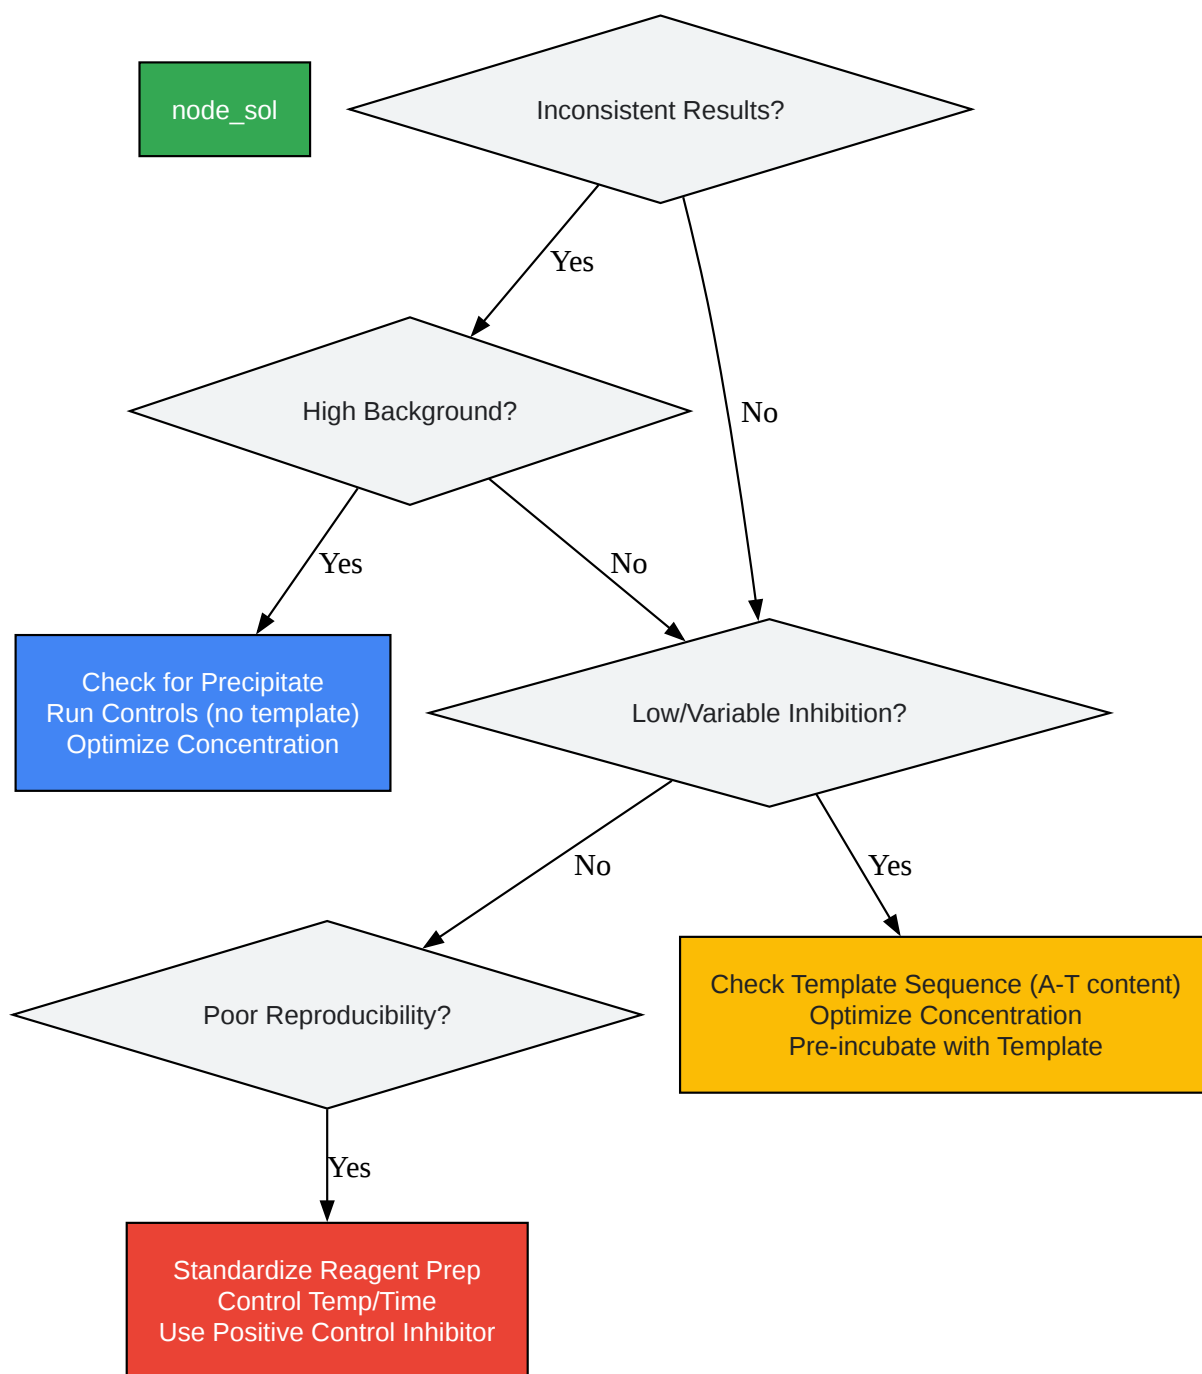 node_sol
Inconsistent Results?
Yes
High Background?
No
Yes
No
Check for Precipitate
Run Controls (no template)
Optimize Concentration
Low/Variable Inhibition?
No
Yes
Poor Reproducibility?
Check Template Sequence (A-T content)
Optimize Concentration
Pre-incubate with Template
Yes
Standardize Reagent Prep
Control Temp/Time
Use Positive Control Inhibitor